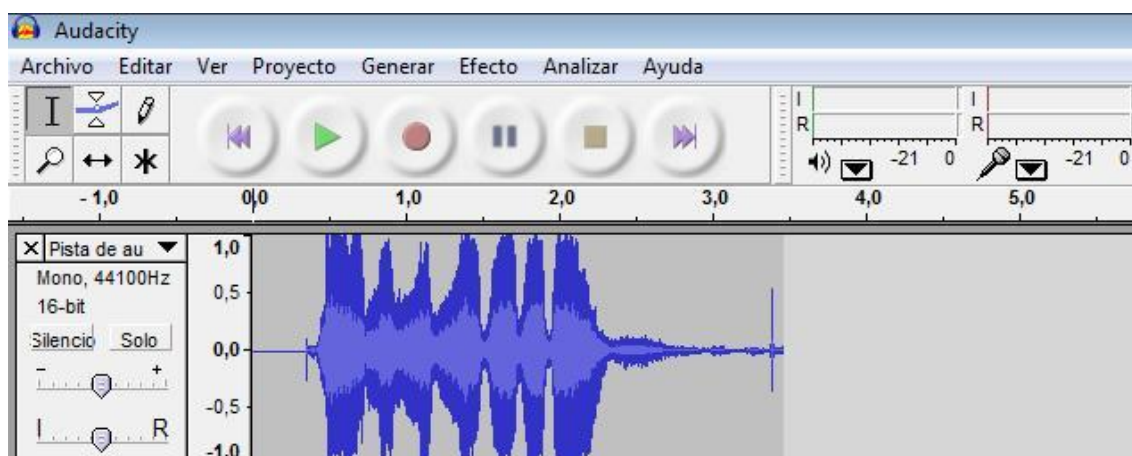 Audacity
Archivo Editar Ver Proyecto Generar Efecto Analizar Ayuda
I I
R R
-21 0 -21 0
- 1,0 0,0 1,0 2,0 3,0 4,0 5,0
X Pista de au 1,0
Mono, 44100Hz
16-bit 0,5
Silencio Solo
0,0
- +
-0,5
I R
-1,0